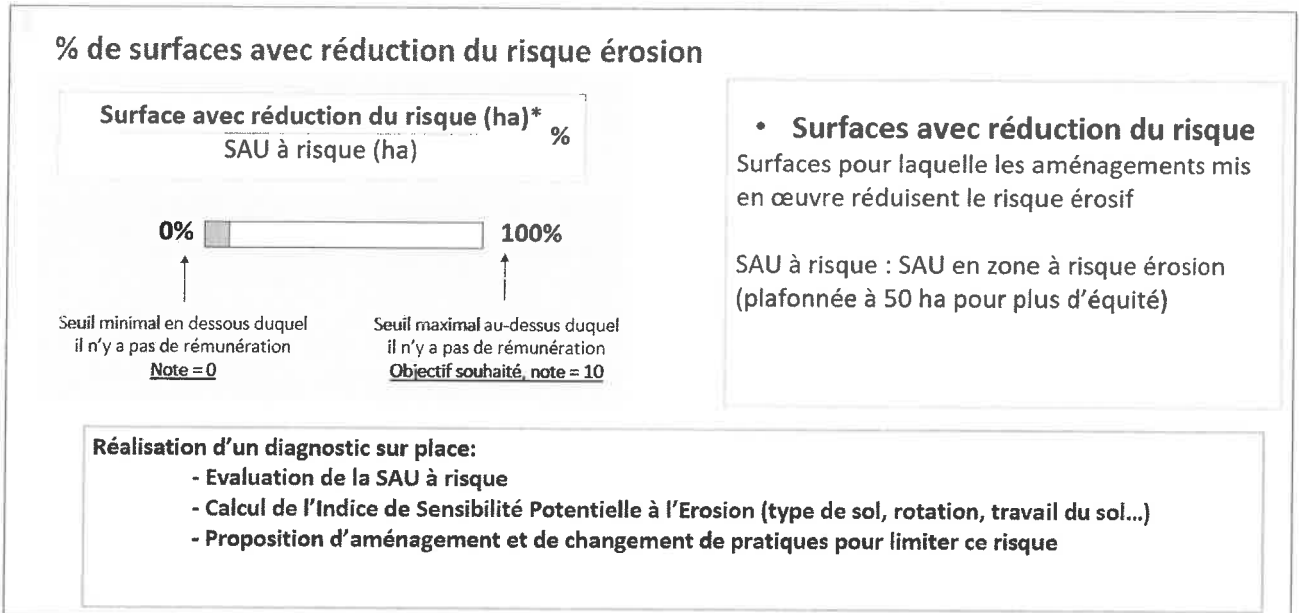 % de surfaces avec réduction du risque érosion
Surface avec réduction du risque (ha)*
%
SAU à risque (ha)
0%
100%
Seuil minimal en dessous duquel
il n'y a pas de rémunération
Note = 0
Seuil maximal au-dessus duquel
il n'y a pas de rémunération
Objectif souhaité, note = 10
• Surfaces avec réduction du risque
Surfaces pour laquelle les aménagements mis
en œuvre réduisent le risque érosif
SAU à risque : SAU en zone à risque érosion
(plafonnée à 50 ha pour plus d'équité)
Réalisation d'un diagnostic sur place:
- Evaluation de la SAU à risque
- Calcul de l'Indice de Sensibilité Potentielle à l'Erosion (type de sol, rotation, travail du sol...)
- Proposition d'aménagement et de changement de pratiques pour limiter ce risque